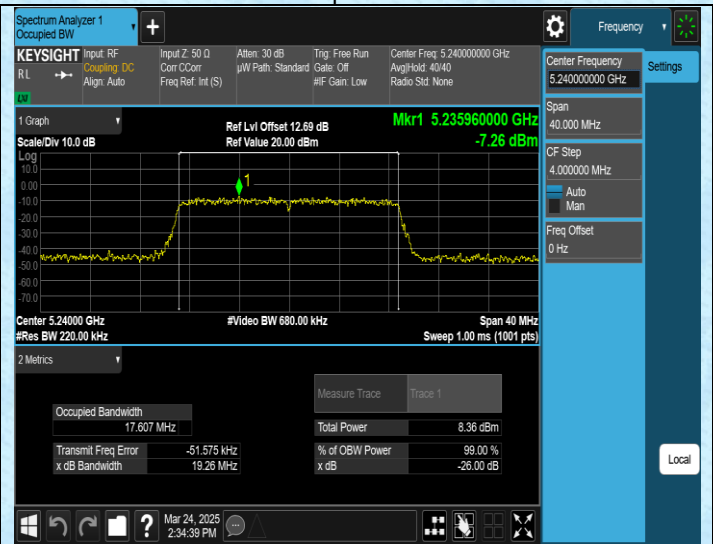 Spectrum Analyzer 1
Occupied BW
Frequency
KEYSIGHT
RL
LXI
Input: RF
Coupling: DC
Align: Auto
Input Z: 50 Ω
Corr CCorr
Freq Ref: Int (S)
Atten: 30 dB
µW Path: Standard
Trig: Free Run
Gate: Off
#IF Gain: Low
Center Freq: 5.240000000 GHz
Avg|Hold: 40/40
Radio Std: None
Center Frequency
5.240000000 GHz
Settings
Span
40.000 MHz
CF Step
4.000000 MHz
Auto
Man
Freq Offset
0 Hz
1 Graph
Scale/Div 10.0 dB
Ref Lvl Offset 12.69 dB
Ref Value 20.00 dBm
Mkr1 5.235960000 GHz
-7.26 dBm
Log
10.0
0.00
-10.0
-20.0
-30.0
-40.0
-50.0
-60.0
-70.0
1
Center 5.24000 GHz
#Res BW 220.00 kHz
#Video BW 680.00 kHz
Span 40 MHz
Sweep 1.00 ms (1001 pts)
2 Metrics
Measure Trace Trace 1
Occupied Bandwidth
17.607 MHz
Total Power 8.36 dBm
Transmit Freq Error -51.575 kHz
% of OBW Power 99.00 %
x dB Bandwidth 19.26 MHz
x dB -26.00 dB
Local
?
Mar 24, 2025
2:34:39 PM